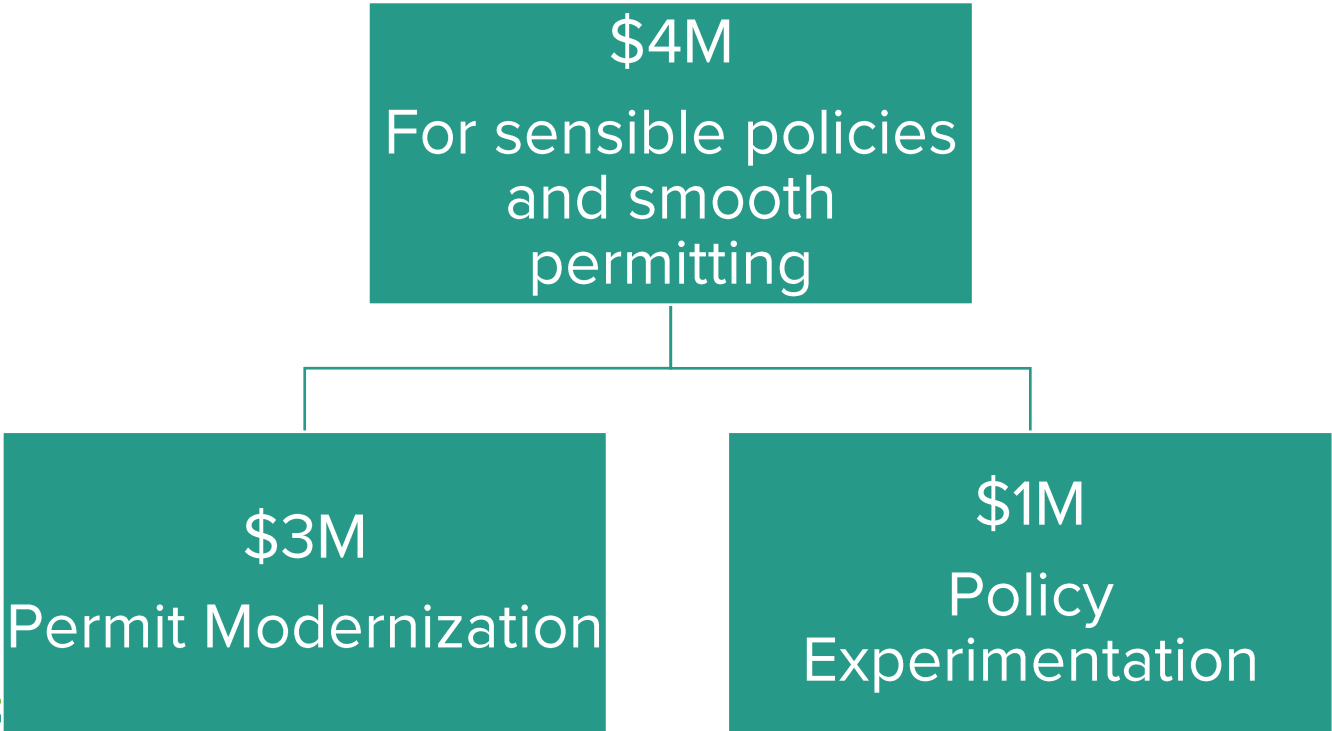 $4M
For sensible policies
and smooth
permitting
$3M
Permit Modernization
$1M
Policy
Experimentation